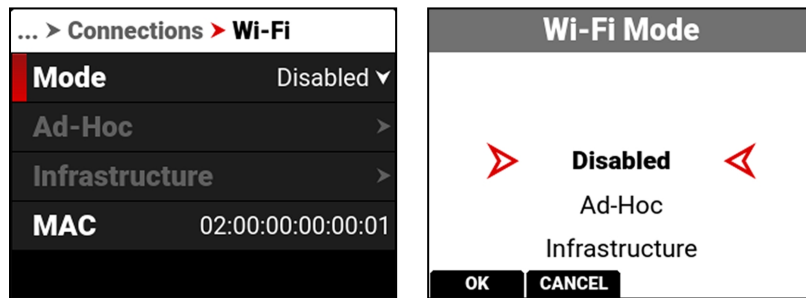 ... > Connections > Wi-Fi
Mode Disabled
Ad-Hoc >
Infrastructure >
MAC 02:00:00:00:00:01
Wi-Fi Mode
Disabled
Ad-Hoc
Infrastructure
OK CANCEL